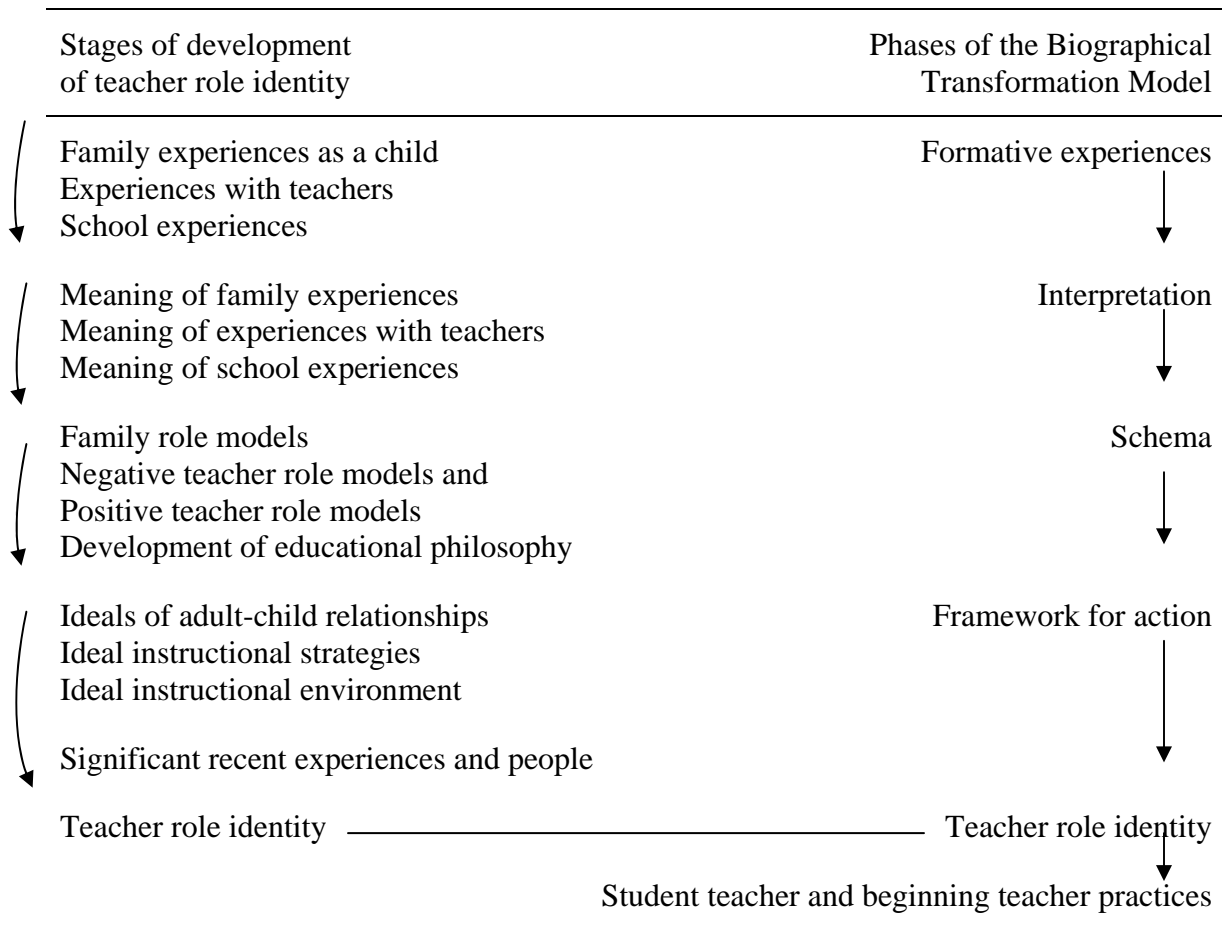 Stages of development Phases of the Biographical
of teacher role identity Transformation Model
Family experiences as a child Formative experiences
Experiences with teachers
School experiences
Meaning of family experiences Interpretation
Meaning of experiences with teachers
Meaning of school experiences
Family role models Schema
Negative teacher role models and
Positive teacher role models
Development of educational philosophy
Ideals of adult-child relationships Framework for action
Ideal instructional strategies
Ideal instructional environment
Significant recent experiences and people
Teacher role identity Teacher role identity
Student teacher and beginning teacher practices